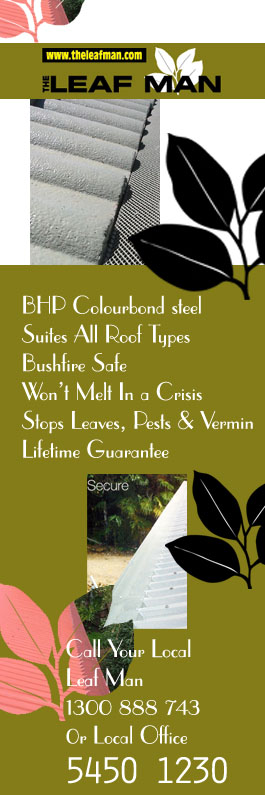 www.theleafman.com
THE LEAF MAN
BHP Colourbond steel
Suites All Roof Types
Bushfire Safe
Won't Melt In a Crisis
Stops Leaves, Pests & Vermin
Lifetime Guarantee
Secure
Call Your Local
Leaf Man
1300 888 743
Or Local Office
5450 1230